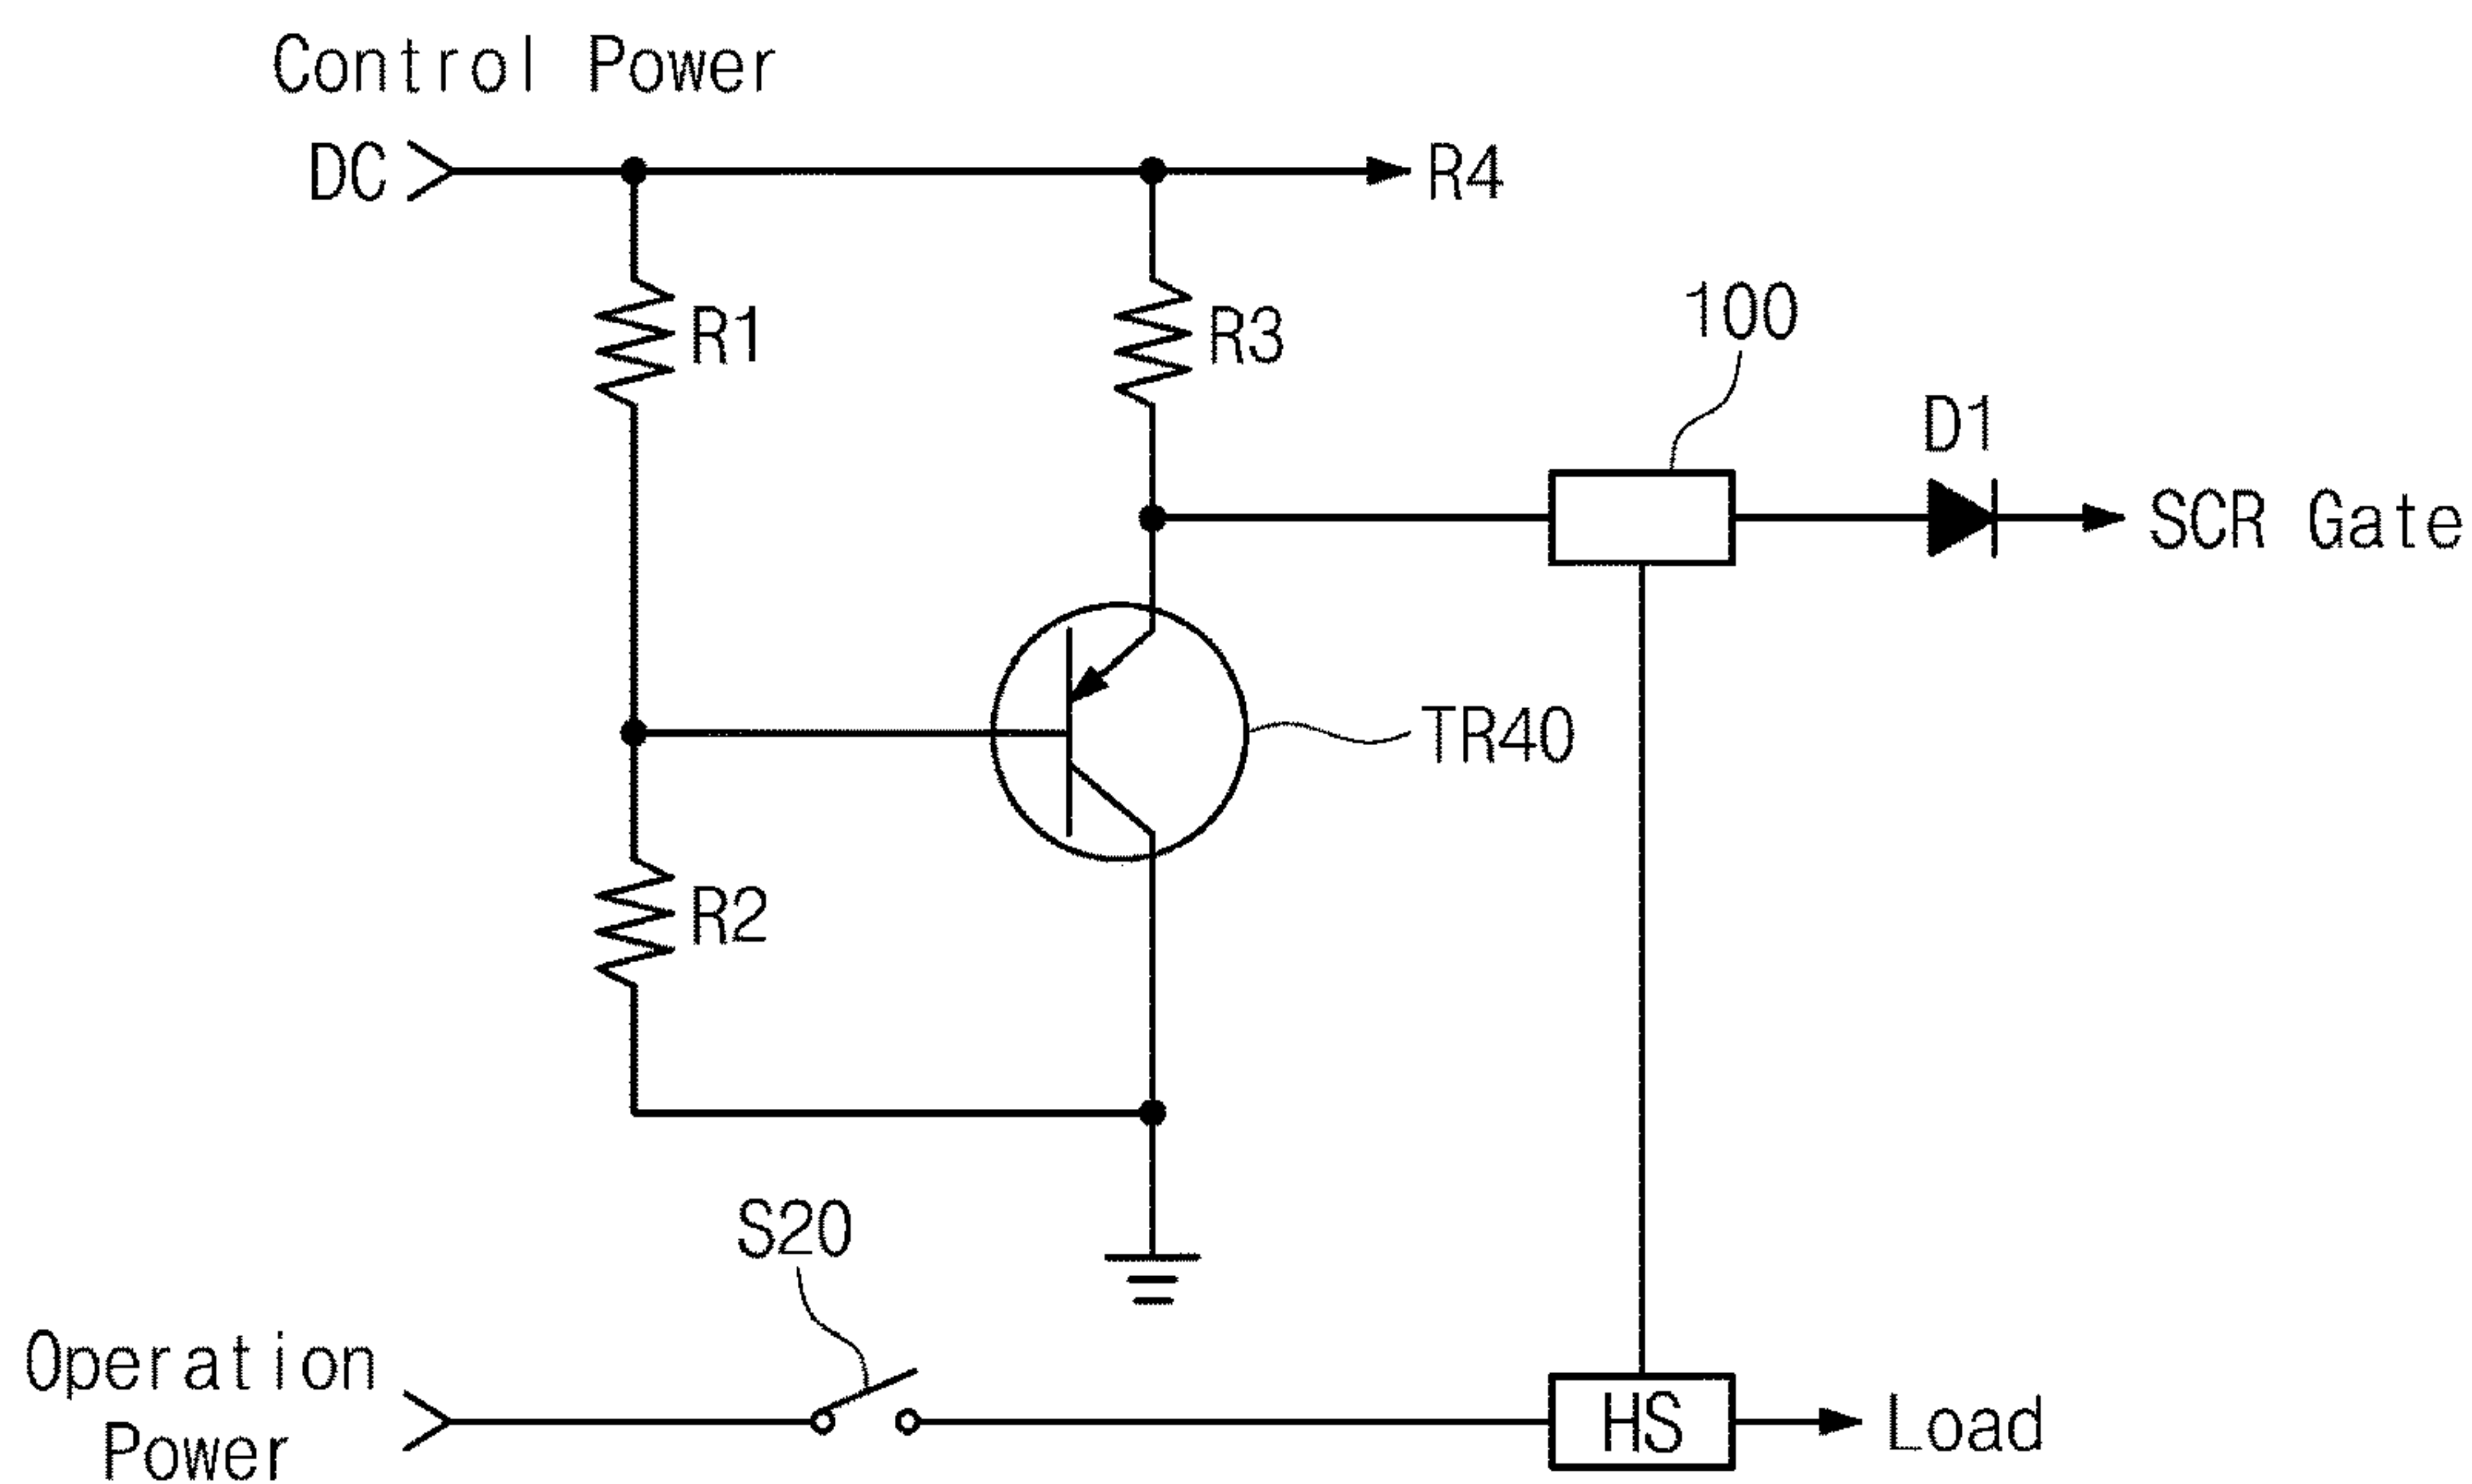 Control Power
DC
R4
R1
R3
100
D1
SCR Gate
TR40
R2
S20
Operation
Power
HS
Load